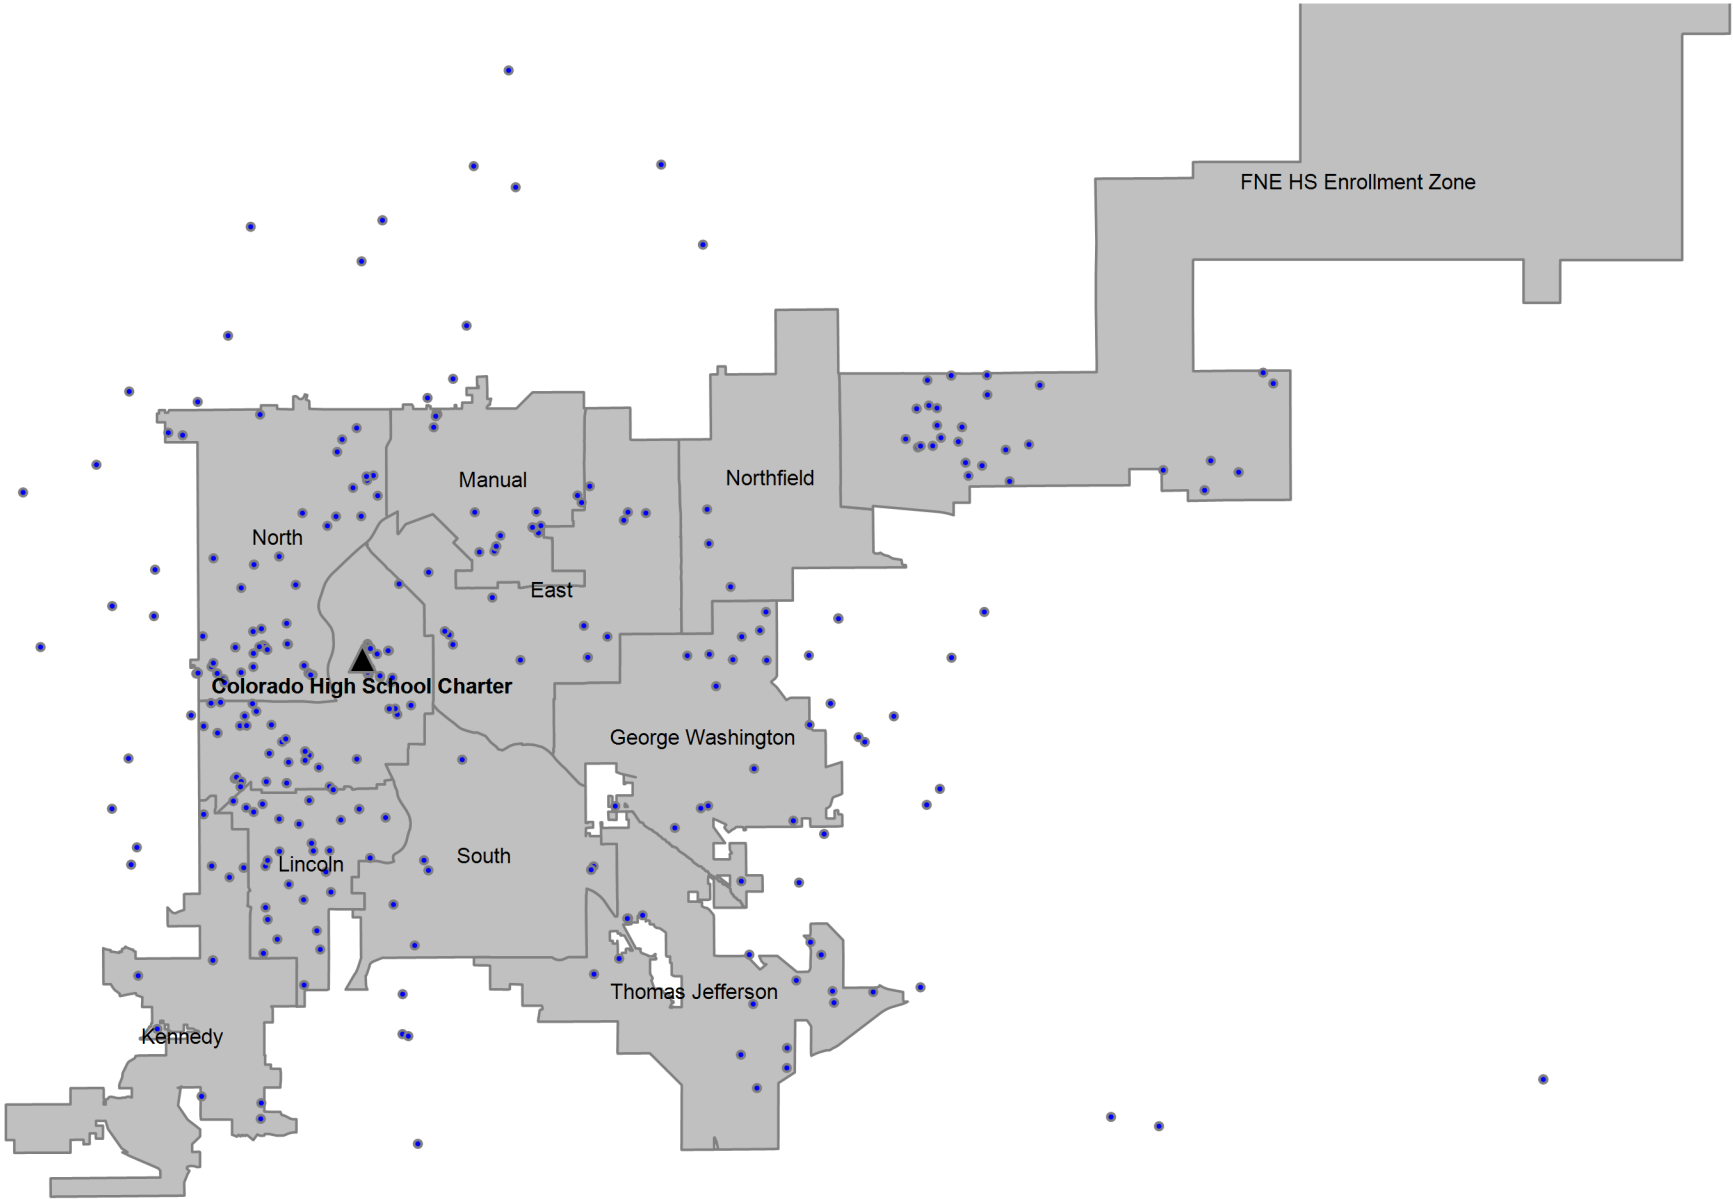 FNE HS Enrollment Zone
Manual
Northfield
North
East
Colorado High School Charter
George Washington
South
Lincoln
Thomas Jefferson
Kennedy